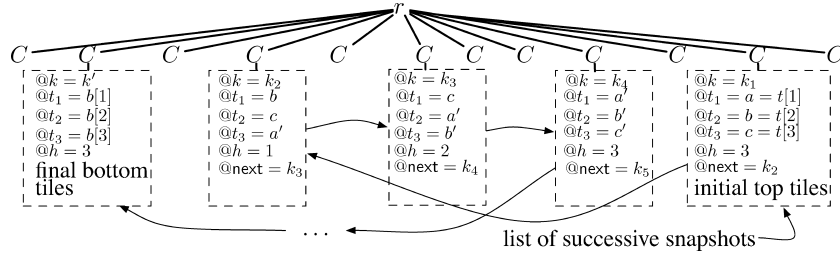 r
C C C C C C C C C C C C
@k = k′
@t₁ = b[1]
@t₂ = b[2]
@t₃ = b[3]
@h = 3
final bottom
tiles
@k = k₂
@t₁ = b
@t₂ = c
@t₃ = a′
@h = 1
@next = k₃
@k = k₃
@t₁ = c
@t₂ = a′
@t₃ = b′
@h = 2
@next = k₄
@k = k₄
@t₁ = a′
@t₂ = b′
@t₃ = c′
@h = 3
@next = k₅
@k = k₁
@t₁ = a = t[1]
@t₂ = b = t[2]
@t₃ = c = t[3]
@h = 3
@next = k₂
initial top tiles
...
list of successive snapshots